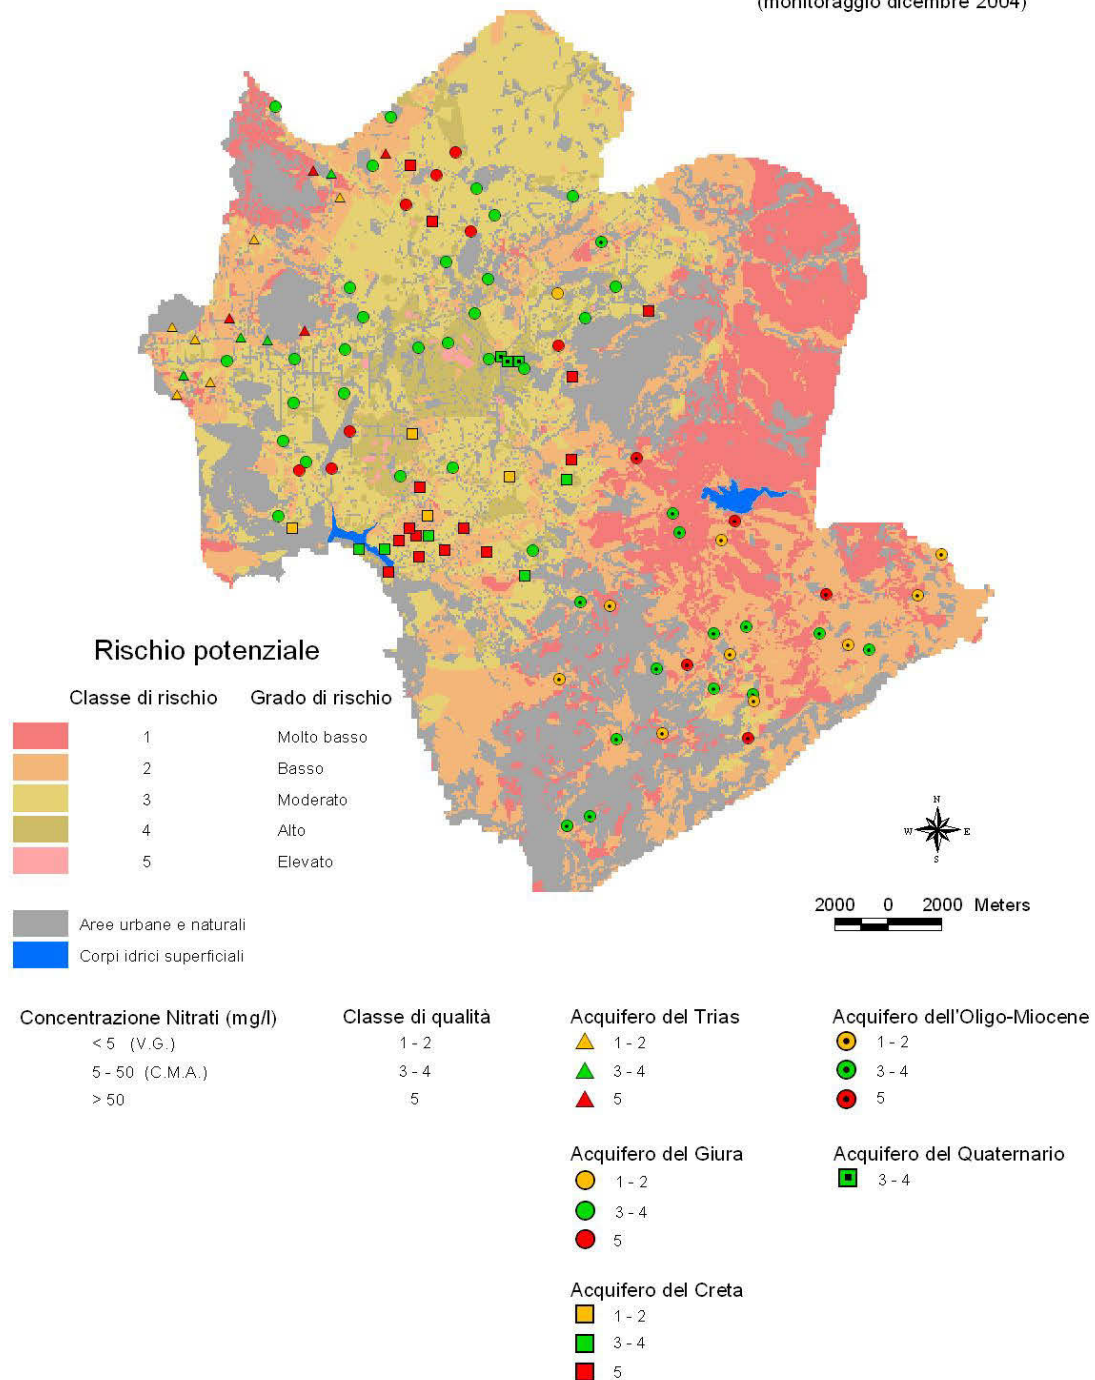 (monitoraggio dicembre 2004)
Rischio potenziale
Classe di rischio Grado di rischio
1 Molto basso
2 Basso
3 Moderato
4 Alto
5 Elevato
Aree urbane e naturali
Corpi idrici superficiali
N
W E
S
2000 0 2000 Meters
Concentrazione Nitrati (mg/l) Classe di qualità
< 5 (V.G.) 1 - 2
5 - 50 (C.M.A.) 3 - 4
> 50 5
Acquifero del Trias
1 - 2
3 - 4
5
Acquifero dell'Oligo-Miocene
1 - 2
3 - 4
5
Acquifero del Giura
1 - 2
3 - 4
5
Acquifero del Quaternario
3 - 4
Acquifero del Creta
1 - 2
3 - 4
5